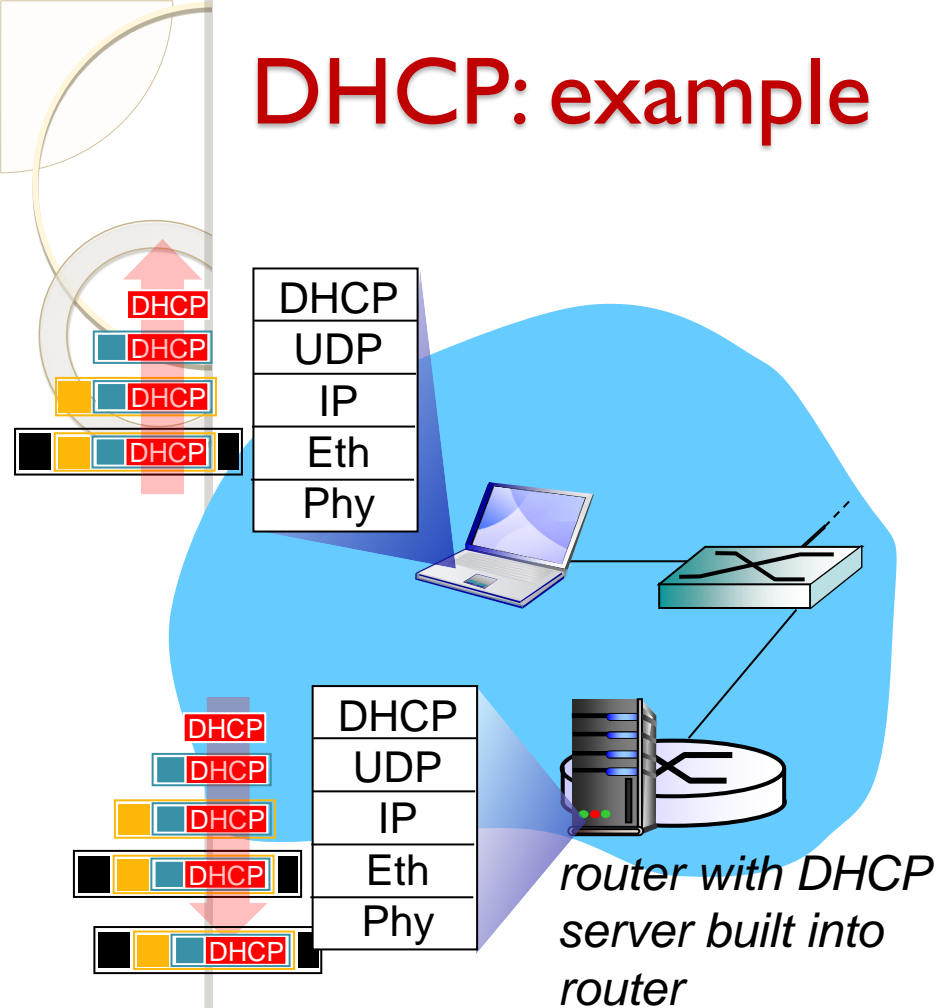 DHCP: example
DHCP
DHCP
DHCP
DHCP
DHCP
UDP
IP
Eth
Phy
DHCP
DHCP
DHCP
DHCP
DHCP
DHCP
UDP
IP
Eth
Phy
router with DHCP
server built into
router